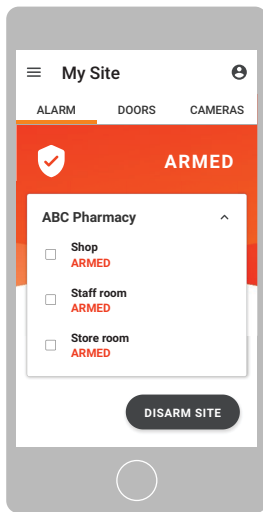 My Site
ALARM DOORS CAMERAS
ARMED
ABC Pharmacy
Shop
ARMED
Staff room
ARMED
Store room
ARMED
DISARM SITE